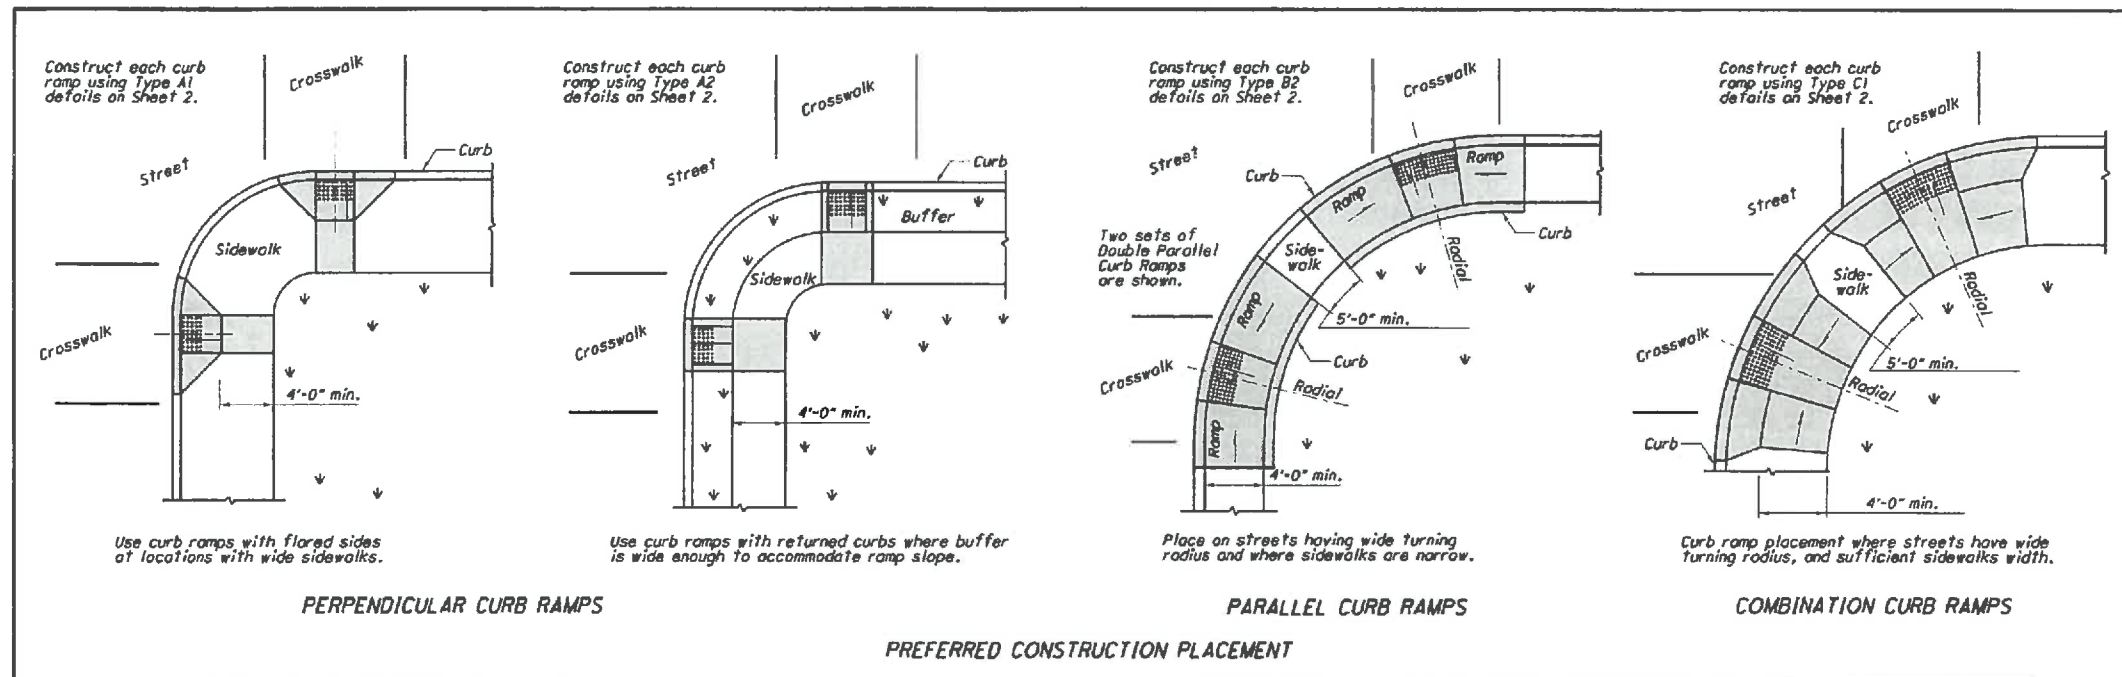 Construct each curb
ramp using Type A1
details on Sheet 2.
Crosswalk
Street
Curb
Sidewalk
Crosswalk
4'-0" min.
Use curb ramps with flared sides
at locations with wide sidewalks.
Construct each curb
ramp using Type A2
details on Sheet 2.
Crosswalk
Street
Curb
Buffer
Sidewalk
Crosswalk
4'-0" min.
Use curb ramps with returned curbs where buffer
is wide enough to accommodate ramp slope.
PERPENDICULAR CURB RAMPS
Construct each curb
ramp using Type B2
details on Sheet 2.
Crosswalk
Street
Curb
Ramp
Ramp
Curb
Two sets of
Double Parallel
Curb Ramps
are shown.
Side-
walk
Radial
Ramp
5'-0" min.
Curb
Crosswalk
Radial
Ramp
4'-0" min.
Place on streets having wide turning
radius and where sidewalks are narrow.
PARALLEL CURB RAMPS
Construct each curb
ramp using Type C1
details on Sheet 2.
Crosswalk
Street
Side-
walk
Radial
Crosswalk
5'-0" min.
Radial
Curb
4'-0" min.
Curb ramp placement where streets have wide
turning radius, and sufficient sidewalks width.
COMBINATION CURB RAMPS
PREFERRED CONSTRUCTION PLACEMENT